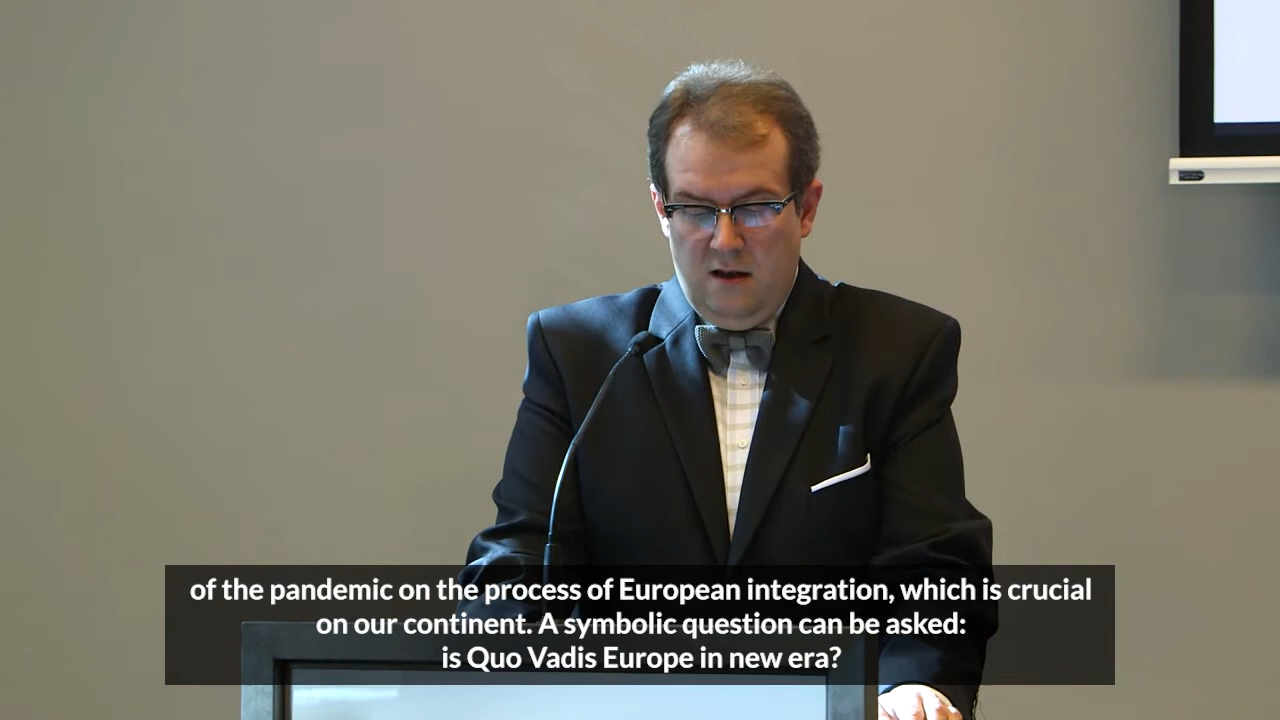 of the pandemic on the process of European integration, which is crucial
on our continent. A symbolic question can be asked:
is Quo Vadis Europe in new era?